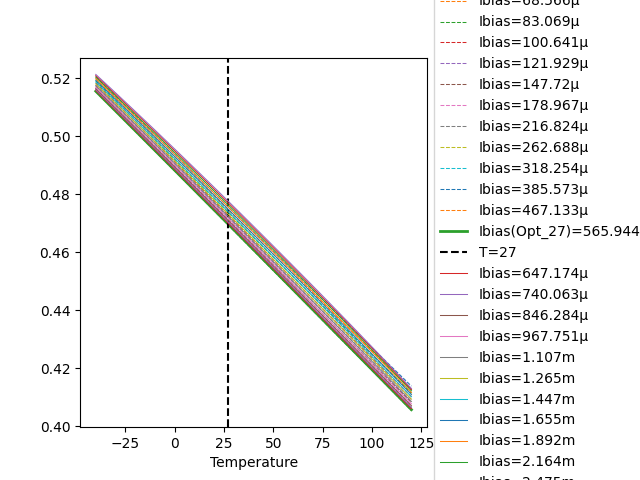 Ibias=83.069μ
Ibias=100.641μ
Ibias=121.929μ
Ibias=147.72μ
Ibias=178.967μ
Ibias=216.824μ
Ibias=262.688μ
Ibias=318.254μ
Ibias=385.573μ
Ibias=467.133μ
Ibias(Opt_27)=565.944
T=27
Ibias=647.174μ
Ibias=740.063μ
Ibias=846.284μ
Ibias=967.751μ
Ibias=1.107m
Ibias=1.265m
Ibias=1.447m
Ibias=1.655m
Ibias=1.892m
Ibias=2.164m
0.52
0.50
0.48
0.46
0.44
0.42
0.40
−25 0 25 50 75 100 125
Temperature